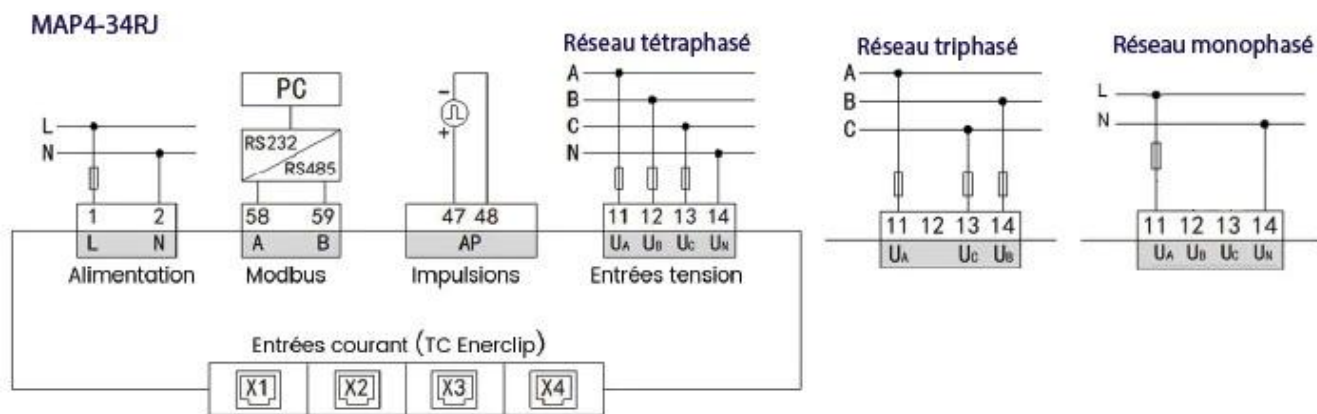 MAP4-34RJ
Réseau tétraphasé
Réseau triphasé
Réseau monophasé
PC
RS232
RS485
L
N
-
+
A
B
C
N
A
B
C
L
N
1 2
L N
Alimentation
58 59
A B
Modbus
47 48
AP
Impulsions
11 12 13 14
UA UB UC UN
Entrées tension
11 12 13 14
UA UC UB
11 12 13 14
UA UB UC UN
Entrées courant (TC Enerclip)
X1 X2 X3 X4